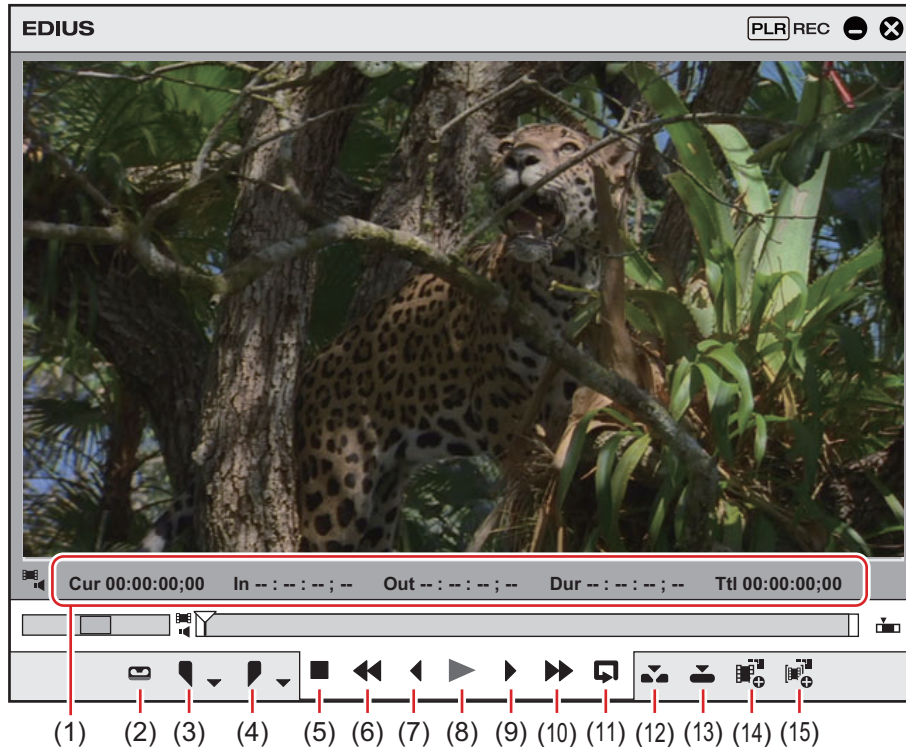 EDIUS PLR REC
Cur 00:00:00;00 In -- : -- : -- ; -- Out -- : -- : -- ; -- Dur -- : -- : -- ; -- Ttl 00:00:00;00
(1) (2) (3) (4) (5) (6) (7) (8) (9) (10) (11) (12) (13) (14) (15)